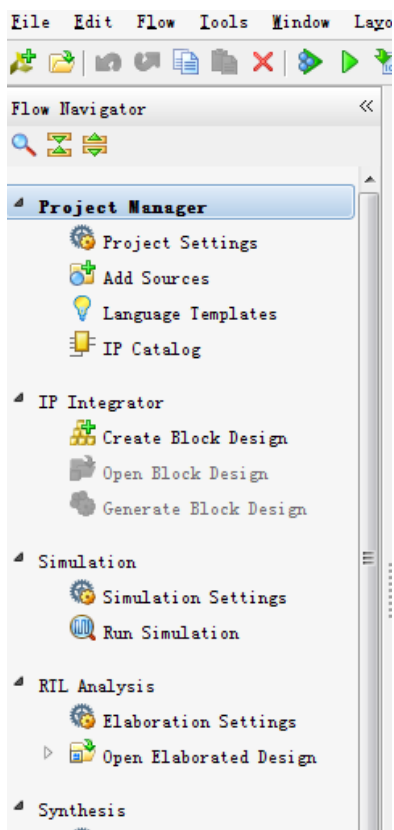 File Edit Flow Tools Window Layo
Flow Navigator
Project Manager
Project Settings
Add Sources
Language Templates
IP Catalog
IP Integrator
Create Block Design
Open Block Design
Generate Block Design
Simulation
Simulation Settings
Run Simulation
RTL Analysis
Elaboration Settings
Open Elaborated Design
Synthesis